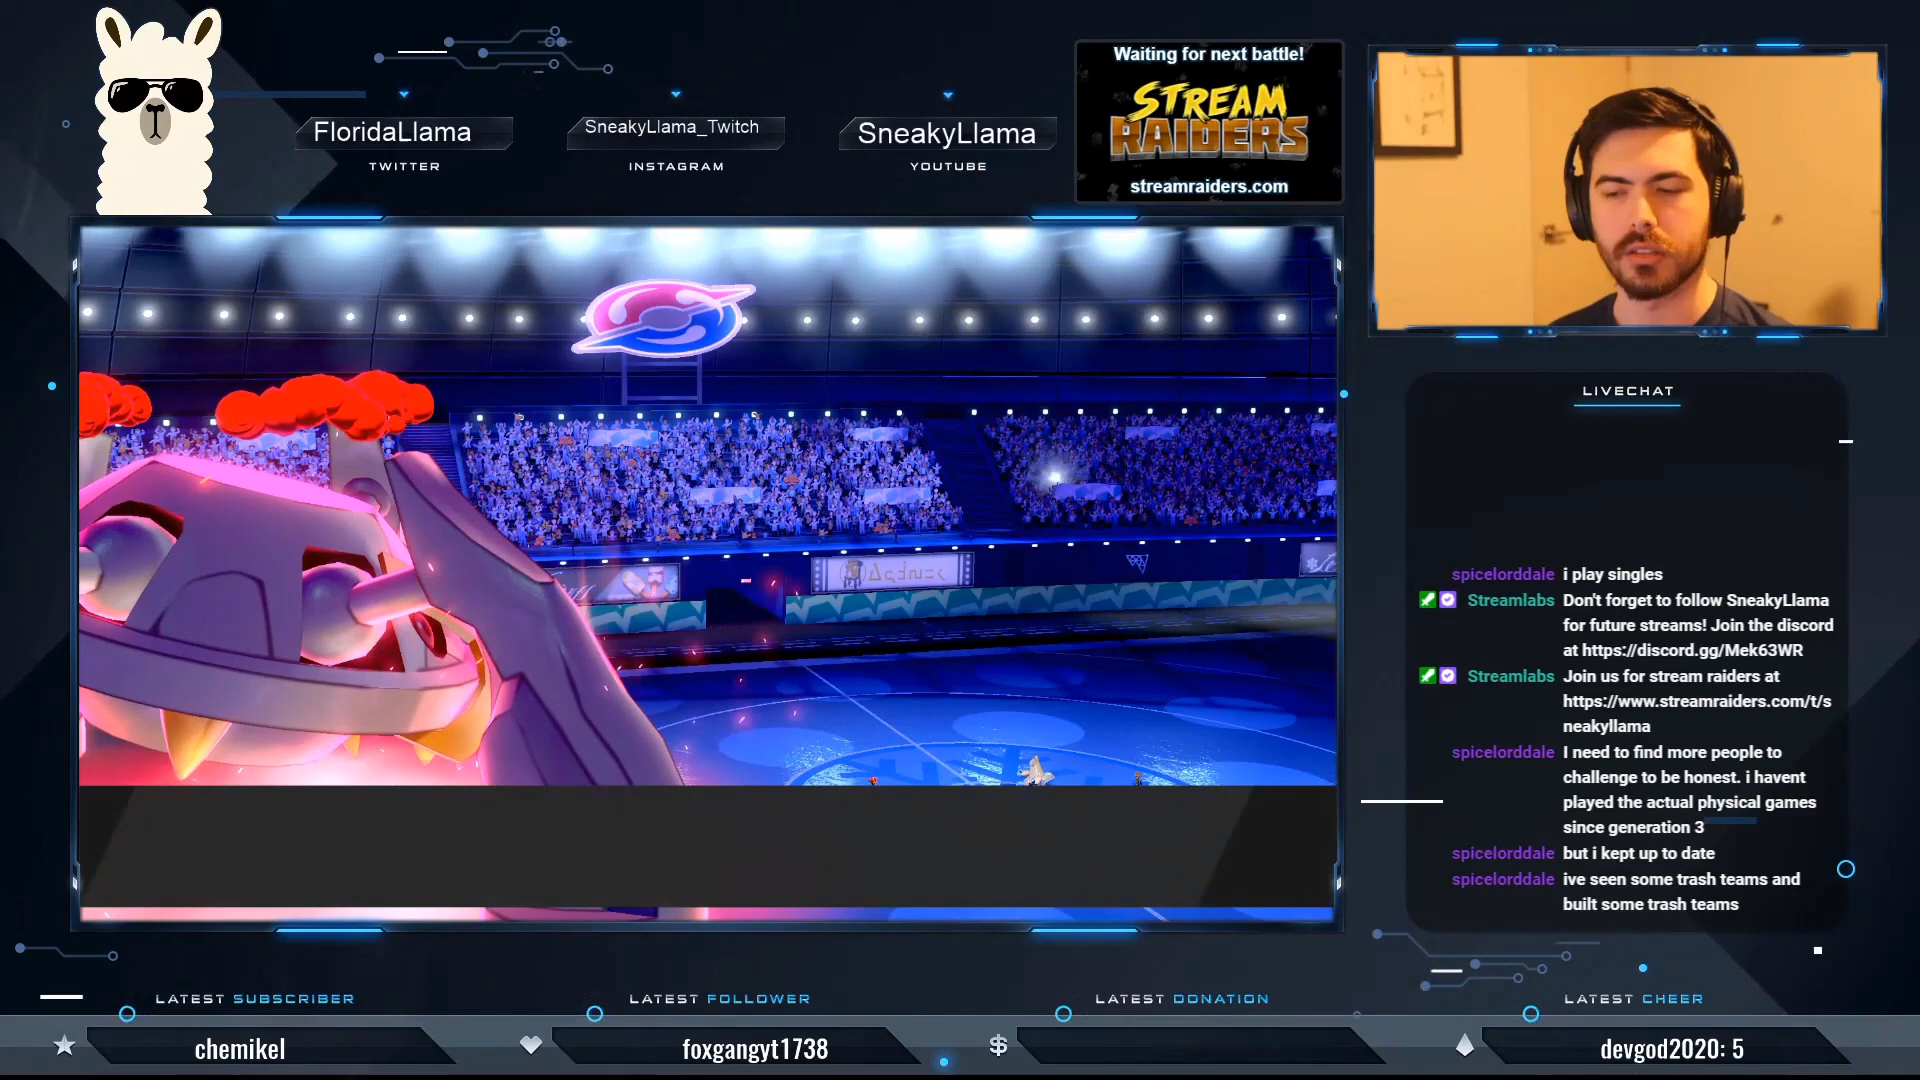 Waiting for next battle!
STREAM
RAIDERS
streamraiders.com
FloridaLlama
TWITTER
SneakyLlama_Twitch
INSTAGRAM
SneakyLlama
YOUTUBE
LIVECHAT
spicelorddale i play singles
Streamlabs Don't forget to follow SneakyLlama
for future streams! Join the discord
at https://discord.gg/Mek63WR
Streamlabs Join us for stream raiders at
https://www.streamraiders.com/t/s
neakyllama
spicelorddale I need to find more people to
challenge to be honest. i havent
played the actual physical games
since generation 3
spicelorddale but i kept up to date
spicelorddale ive seen some trash teams and
built some trash teams
LATEST SUBSCRIBER
chemikel
LATEST FOLLOWER
foxgangyt1738
LATEST DONATION
$
LATEST CHEER
devgod2020: 5